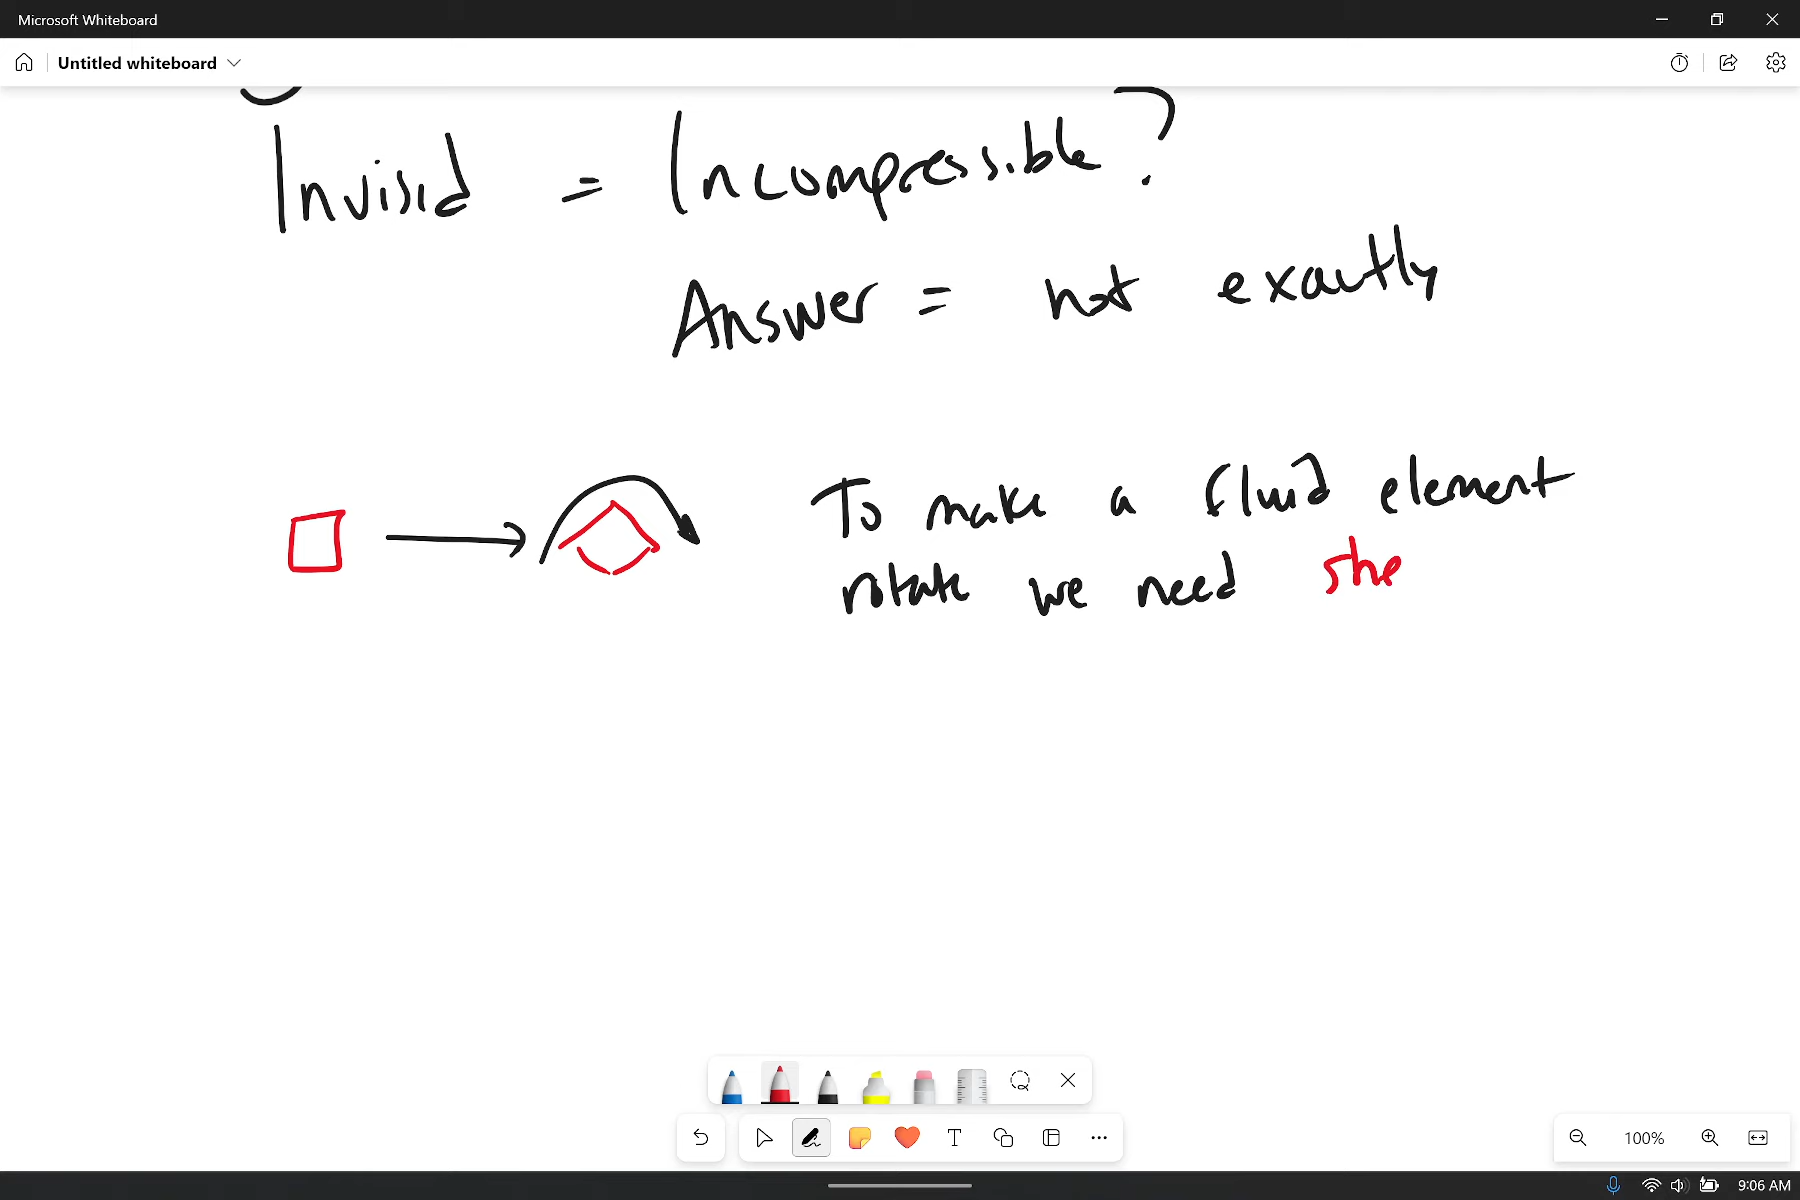 Microsoft Whiteboard
Untitled whiteboard
Invisid = Incompressible?
Answer = not exactly
To make a fluid element
rotate we need she
T
100%
9:06 AM